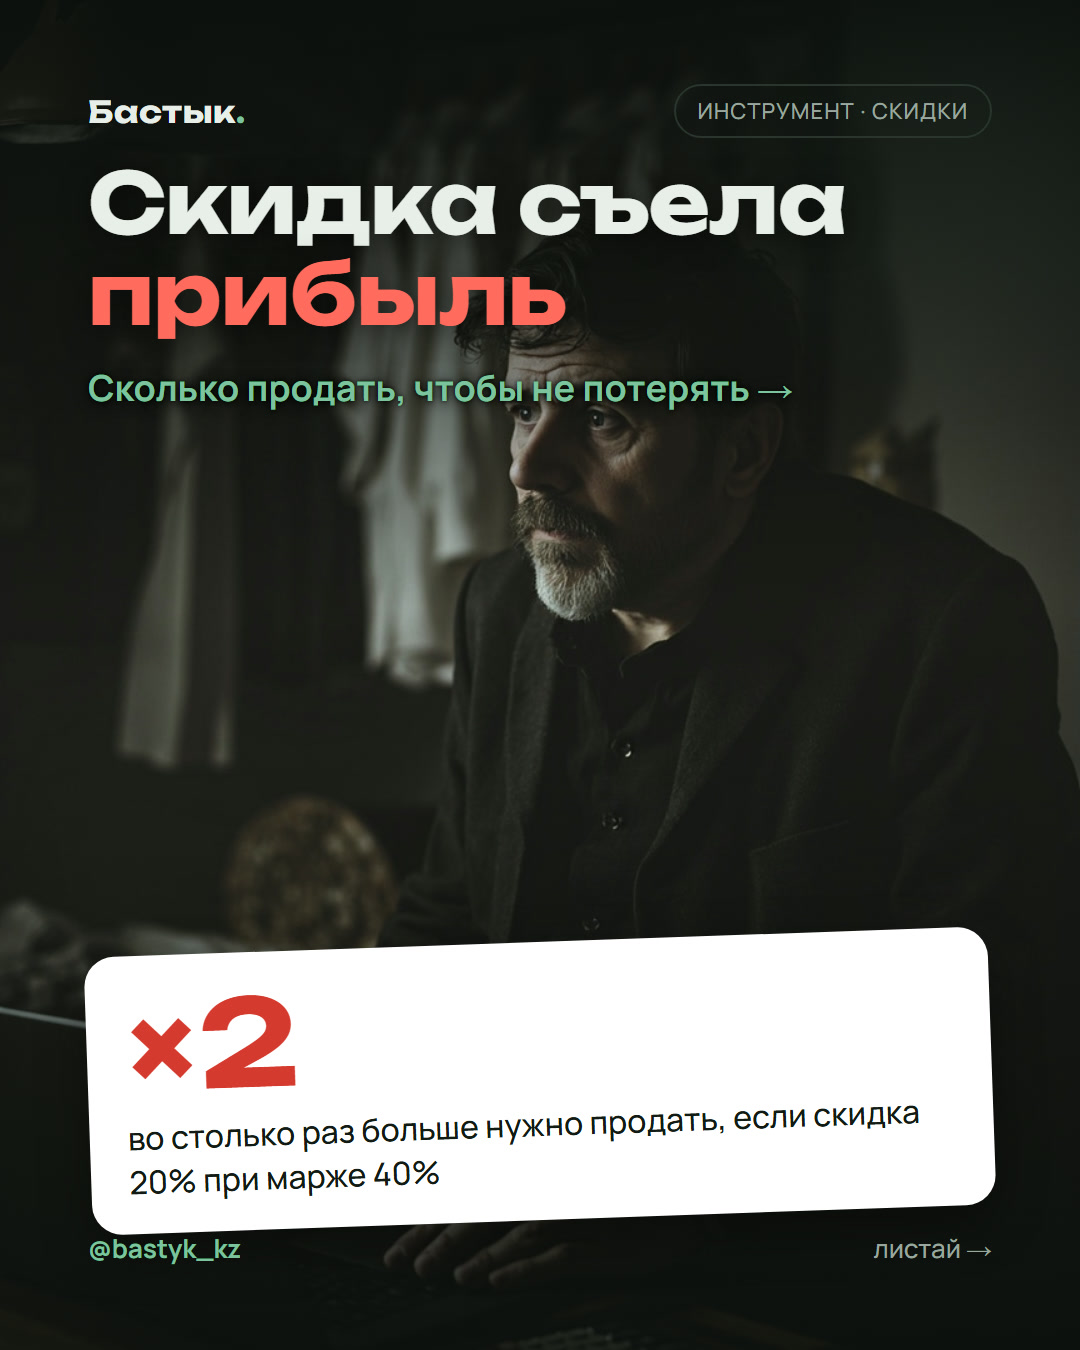 Бастык.
ИНСТРУМЕНТ · СКИДКИ
Скидка съела
прибыль
Сколько продать, чтобы не потерять →
×2
во столько раз больше нужно продать, если скидка
20% при марже 40%
@bastyk_kz
листай →